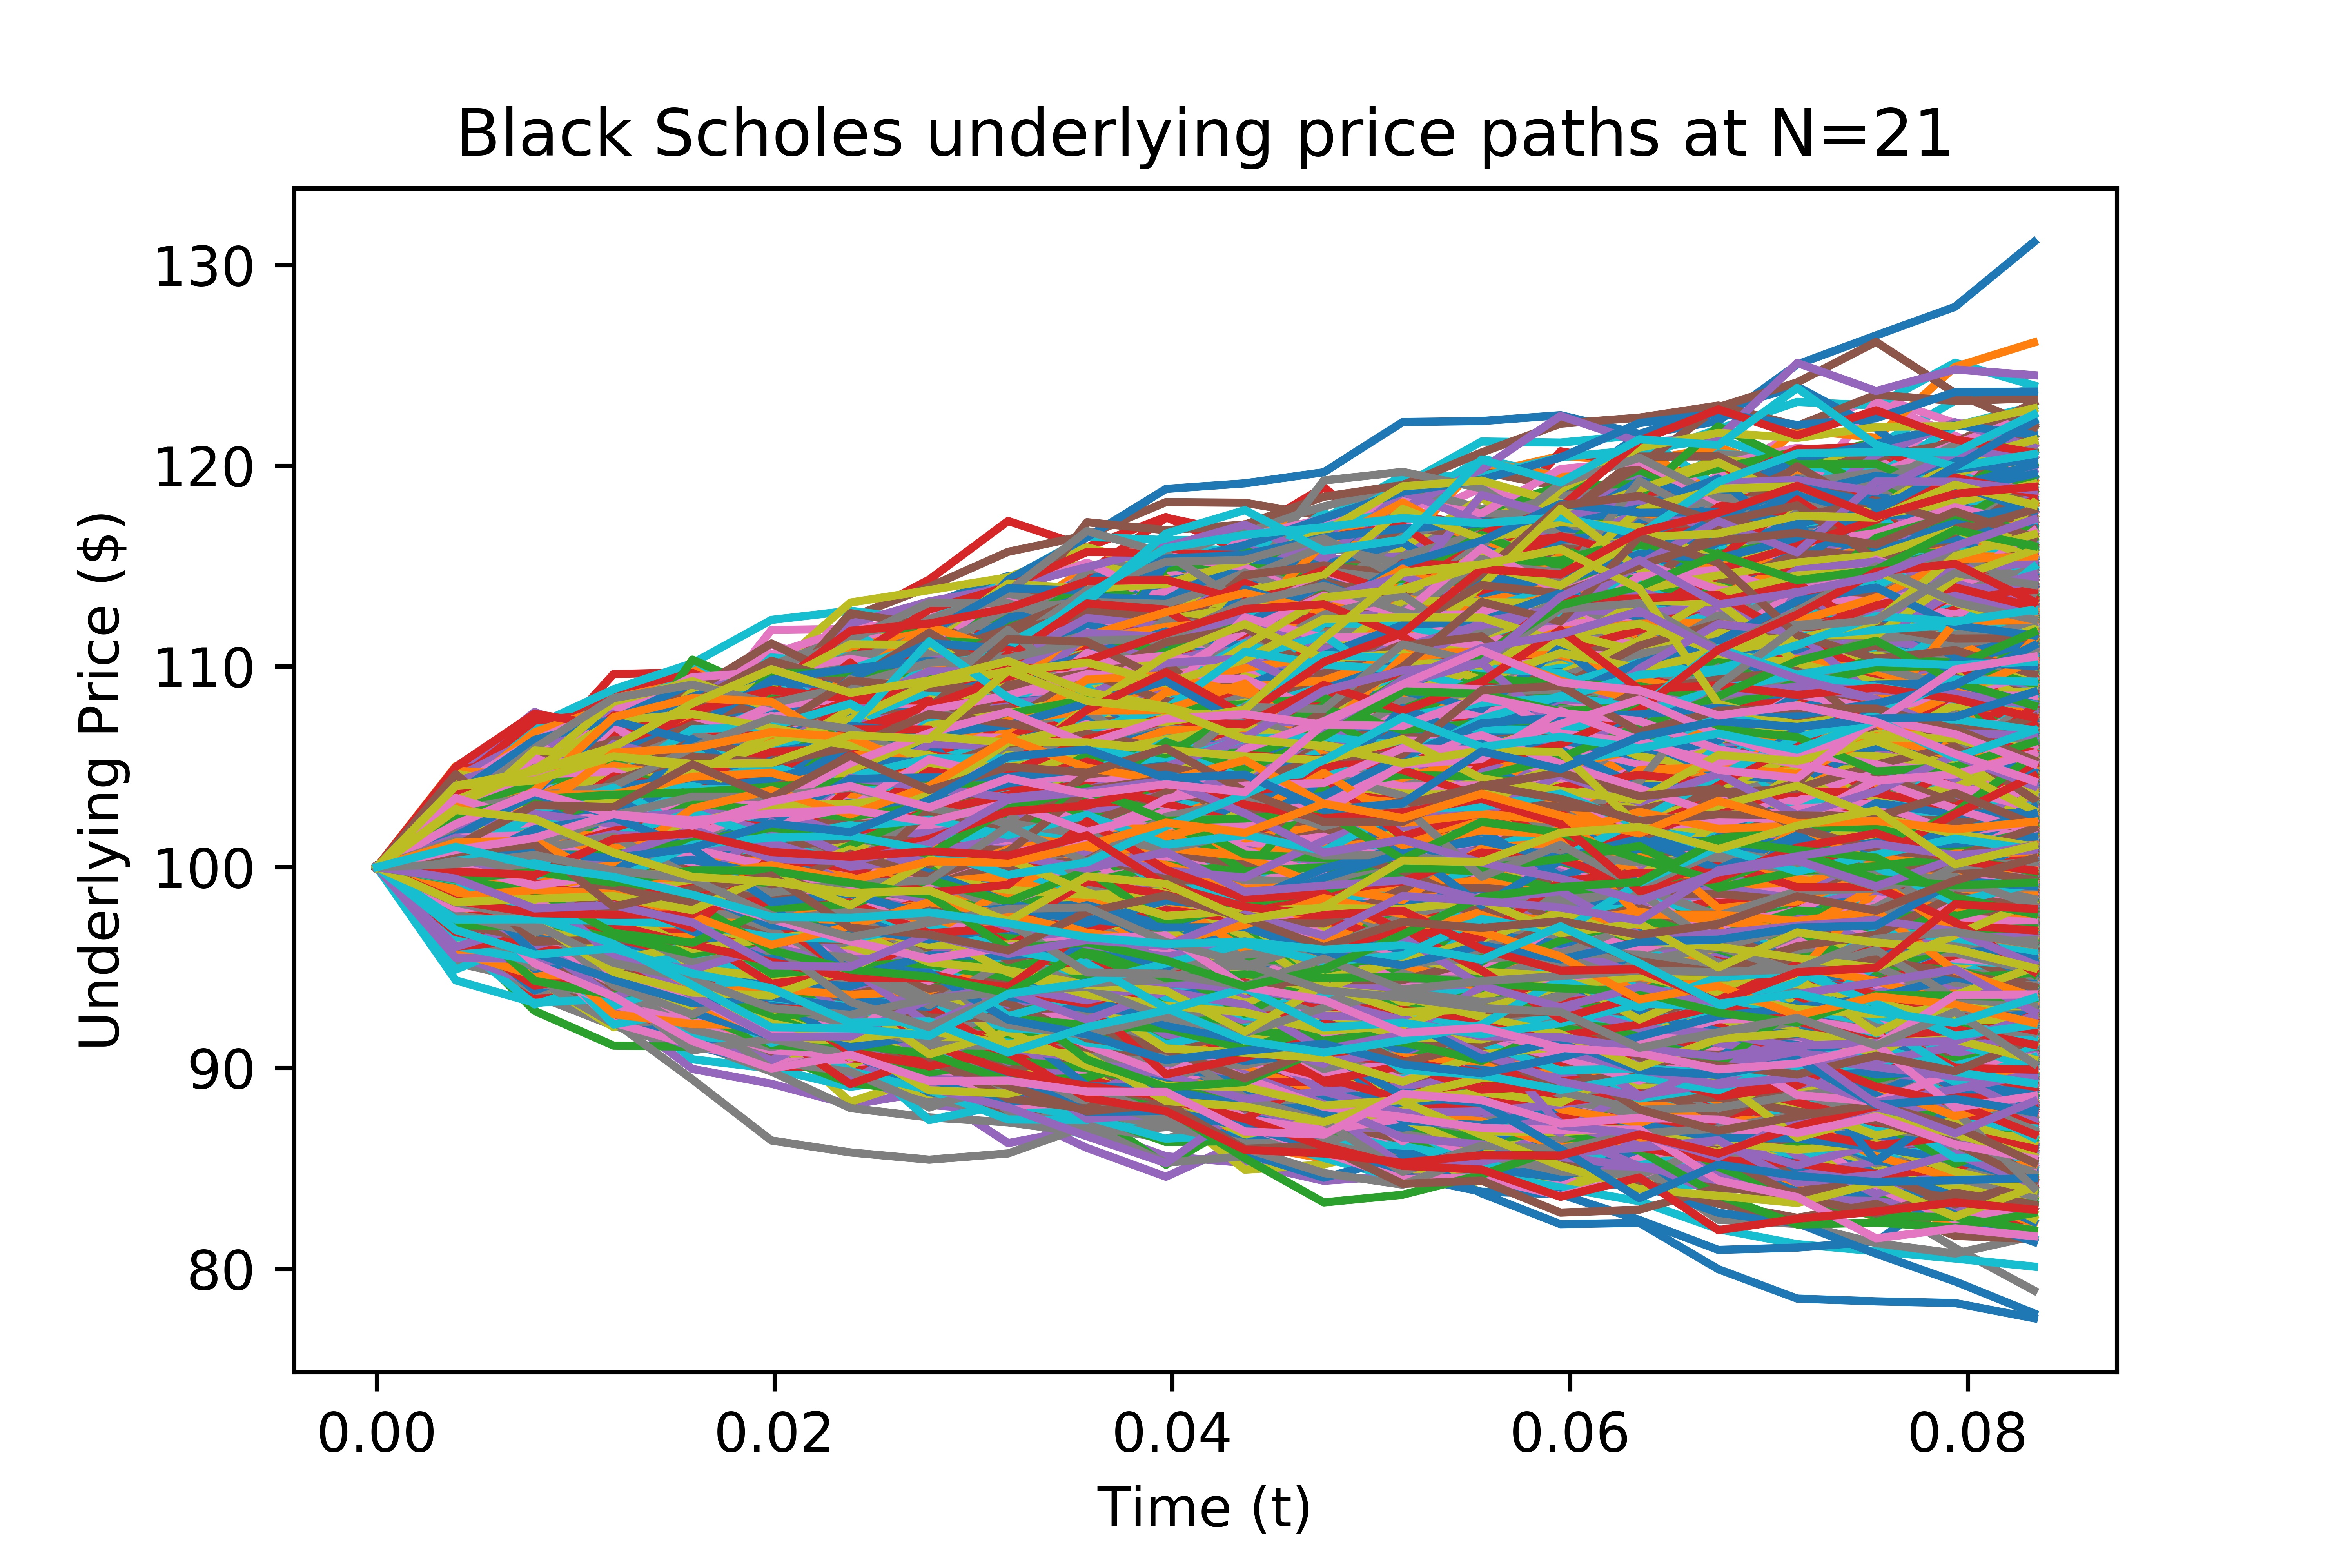 Black Scholes underlying price paths at N=21
Underlying Price ($)
130
120
110
100
90
80
0.00 0.02 0.04 0.06 0.08
Time (t)